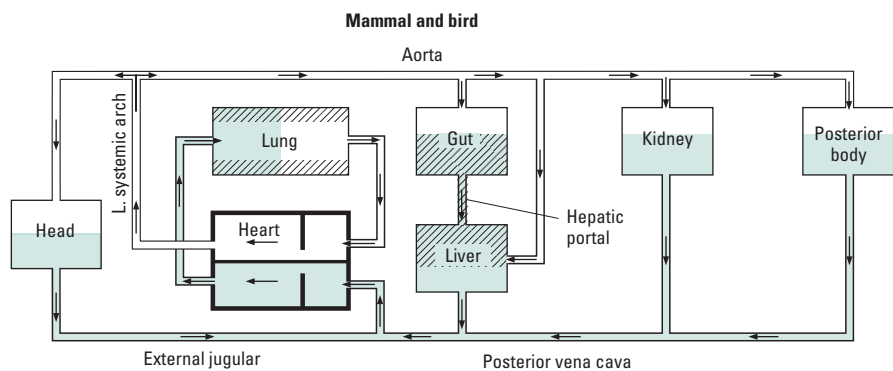 Mammal and bird
Aorta
L. systemic arch
Lung
Gut
Kidney
Posterior
body
Hepatic
portal
Head
Heart
Liver
External jugular
Posterior vena cava